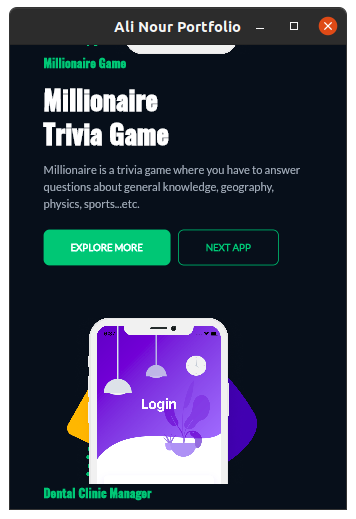 Ali Nour Portfolio
Millionaire Game
Millionaire
Trivia Game
Millionaire is a trivia game where you have to answer
questions about general knowledge, geography,
physics, sports...etc.
EXPLORE MORE
NEXT APP
Login
Dental Clinic Manager